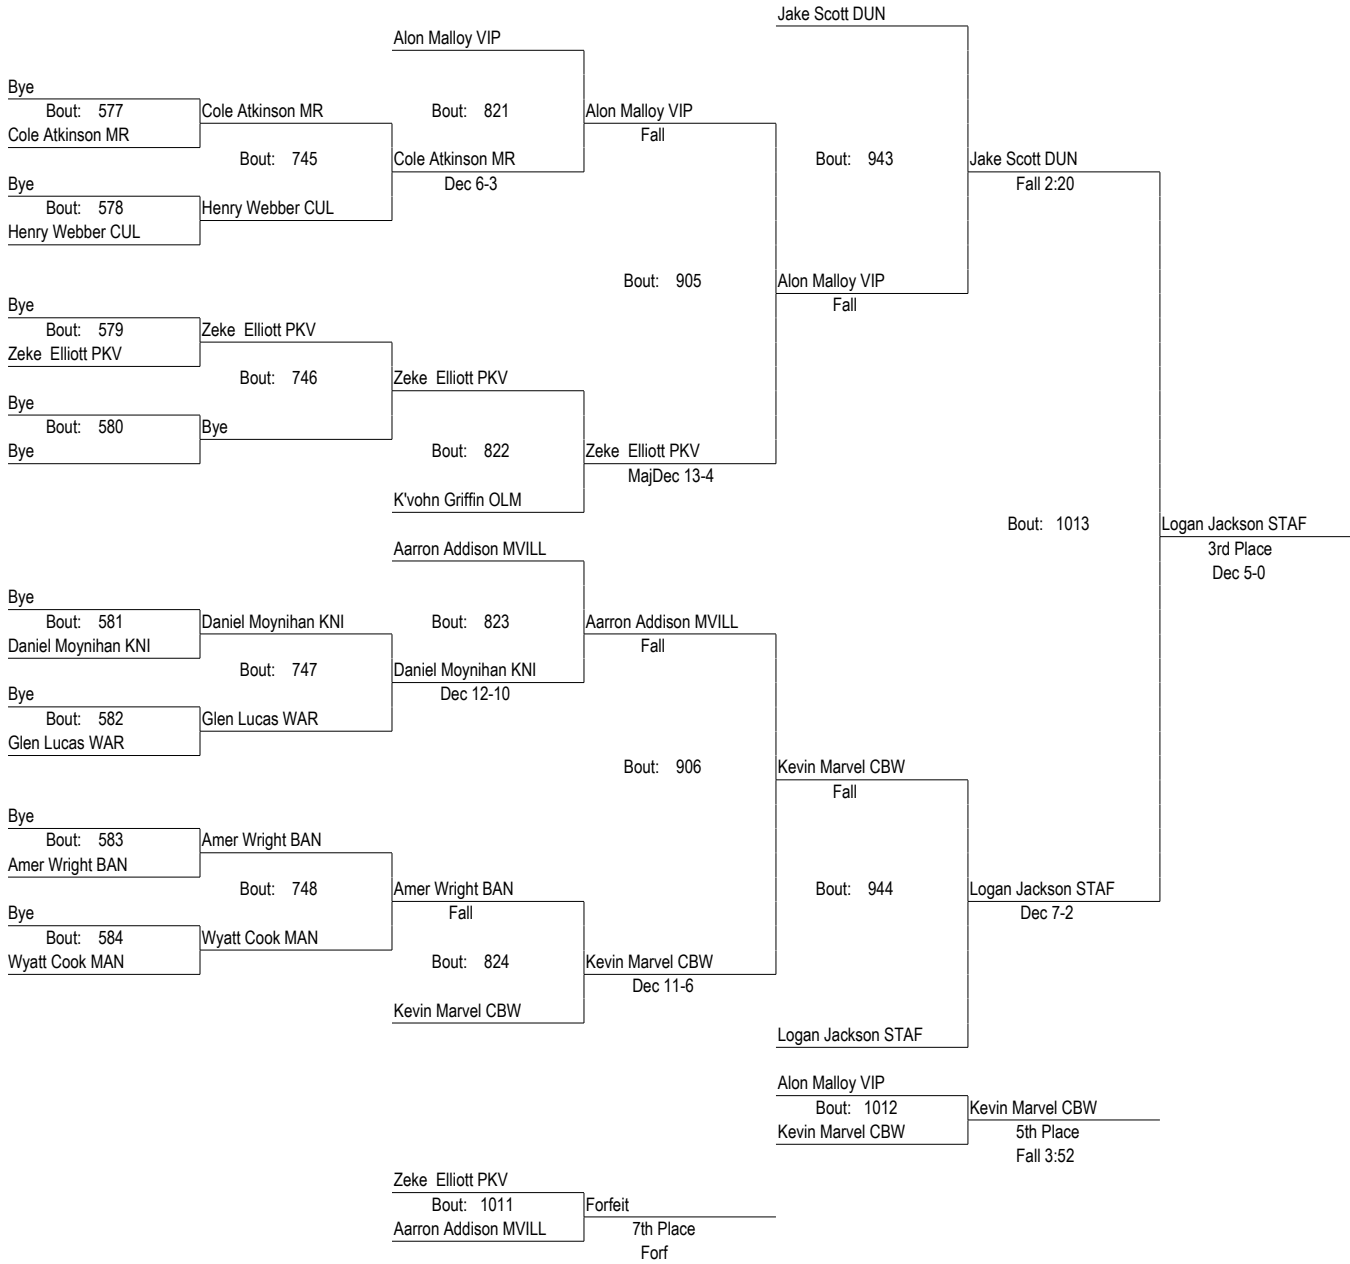 Jake Scott DUN
Alon Malloy VIP
Bye
Bout: 577
Cole Atkinson MR
Cole Atkinson MR
Bout: 745
Bye
Bout: 578
Henry Webber CUL
Henry Webber CUL
Bout: 821
Cole Atkinson MR
Dec 6-3
Alon Malloy VIP
Fall
Bout: 943
Jake Scott DUN
Fall 2:20
Bout: 905
Alon Malloy VIP
Fall
Bye
Bout: 579
Zeke Elliott PKV
Zeke Elliott PKV
Bout: 746
Bye
Bout: 580
Bye
Bye
Zeke Elliott PKV
Bout: 822
K'vohn Griffin OLM
Zeke Elliott PKV
MajDec 13-4
Bout: 1013
Logan Jackson STAF
3rd Place
Dec 5-0
Aarron Addison MVILL
Bye
Bout: 581
Daniel Moynihan KNI
Daniel Moynihan KNI
Bout: 747
Bye
Bout: 582
Glen Lucas WAR
Glen Lucas WAR
Bout: 823
Daniel Moynihan KNI
Dec 12-10
Aarron Addison MVILL
Fall
Bout: 906
Kevin Marvel CBW
Fall
Bye
Bout: 583
Amer Wright BAN
Amer Wright BAN
Bout: 748
Bye
Bout: 584
Wyatt Cook MAN
Wyatt Cook MAN
Amer Wright BAN
Fall
Bout: 824
Kevin Marvel CBW
Kevin Marvel CBW
Dec 11-6
Bout: 944
Logan Jackson STAF
Dec 7-2
Logan Jackson STAF
Alon Malloy VIP
Bout: 1012
Kevin Marvel CBW
Kevin Marvel CBW
5th Place
Fall 3:52
Zeke Elliott PKV
Bout: 1011
Aarron Addison MVILL
Forfeit
7th Place
Forf